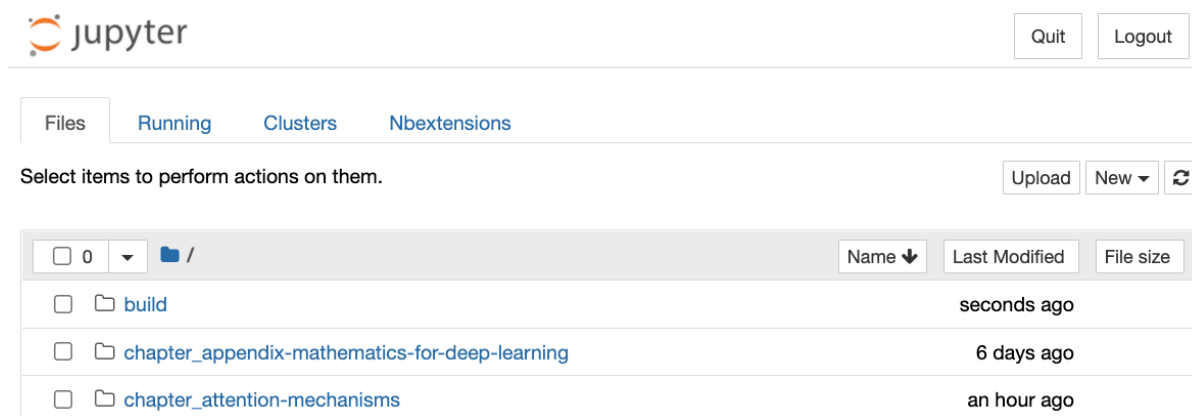 jupyter Quit Logout
Files Running Clusters Nbextensions
Select items to perform actions on them. Upload New
0 / Name Last Modified File size
build seconds ago
chapter_appendix-mathematics-for-deep-learning 6 days ago
chapter_attention-mechanisms an hour ago